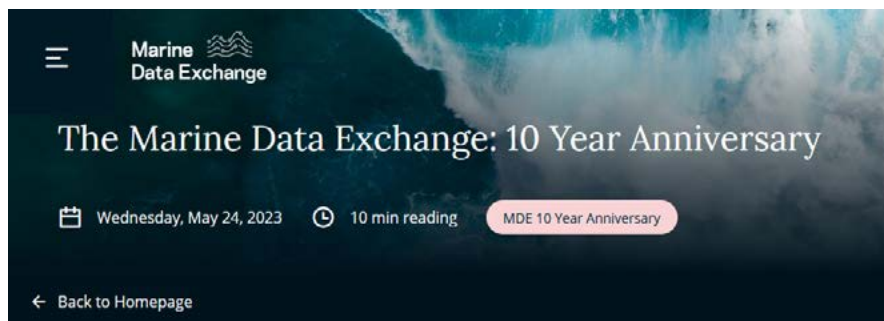 Marine
Data Exchange
The Marine Data Exchange: 10 Year Anniversary
Wednesday, May 24, 2023 10 min reading MDE 10 Year Anniversary
← Back to Homepage